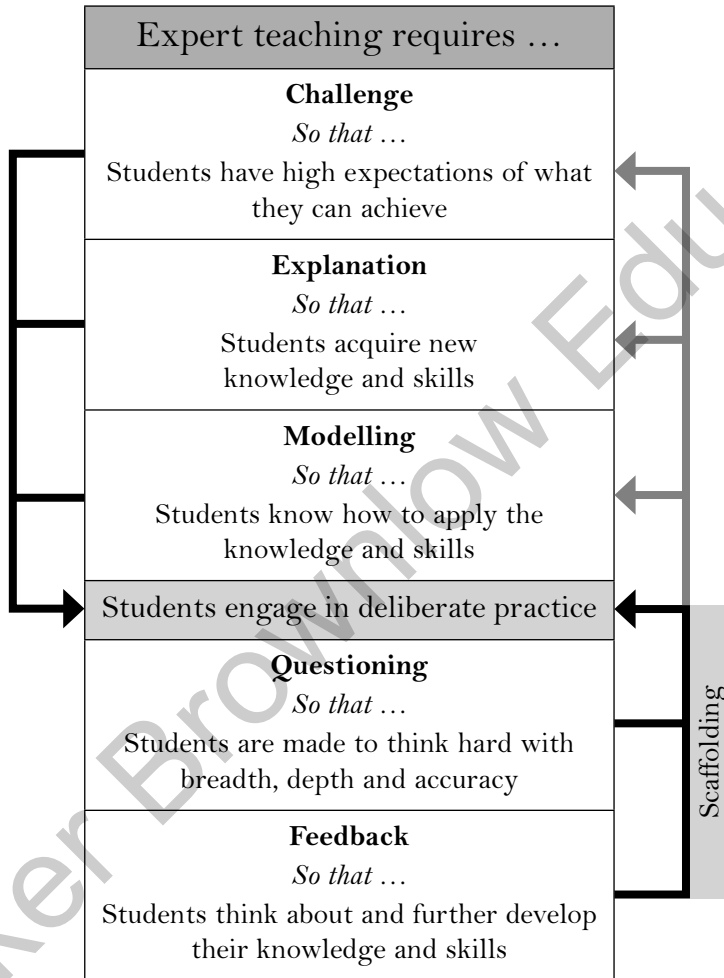 Expert teaching requires …
Challenge
So that …
Students have high expectations of what
they can achieve
Explanation
So that …
Students acquire new
knowledge and skills
Modelling
So that …
Students know how to apply the
knowledge and skills
Students engage in deliberate practice
Questioning
So that …
Students are made to think hard with
breadth, depth and accuracy
Feedback
So that …
Students think about and further develop
their knowledge and skills
Scaffolding
Brownlow